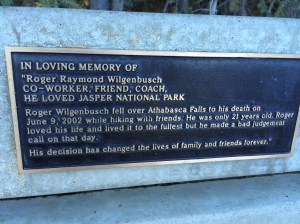 IN LOVING MEMORY OF
"Roger Raymond Wilgenbusch
CO-WORKER, FRIEND, COACH,
HE LOVED JASPER NATIONAL PARK
Roger Wilgenbusch fell over Athabasca Falls to his death on
June 9, 2002 while hiking with friends. He was only 21 years old. Roger
loved his life and lived it to the fullest but he made a bad judgement
call on that day.
His decision has changed the lives of family and friends forever."